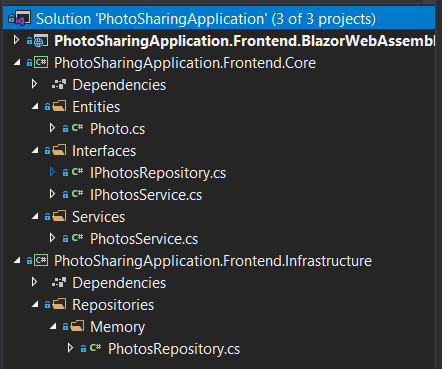 Solution 'PhotoSharingApplication' (3 of 3 projects)
PhotoSharingApplication.Frontend.BlazorWebAssembl
C# PhotoSharingApplication.Frontend.Core
Dependencies
Entities
C# Photo.cs
Interfaces
C# IPhotosRepository.cs
C# IPhotosService.cs
Services
C# PhotosService.cs
C# PhotoSharingApplication.Frontend.Infrastructure
Dependencies
Repositories
Memory
C# PhotosRepository.cs